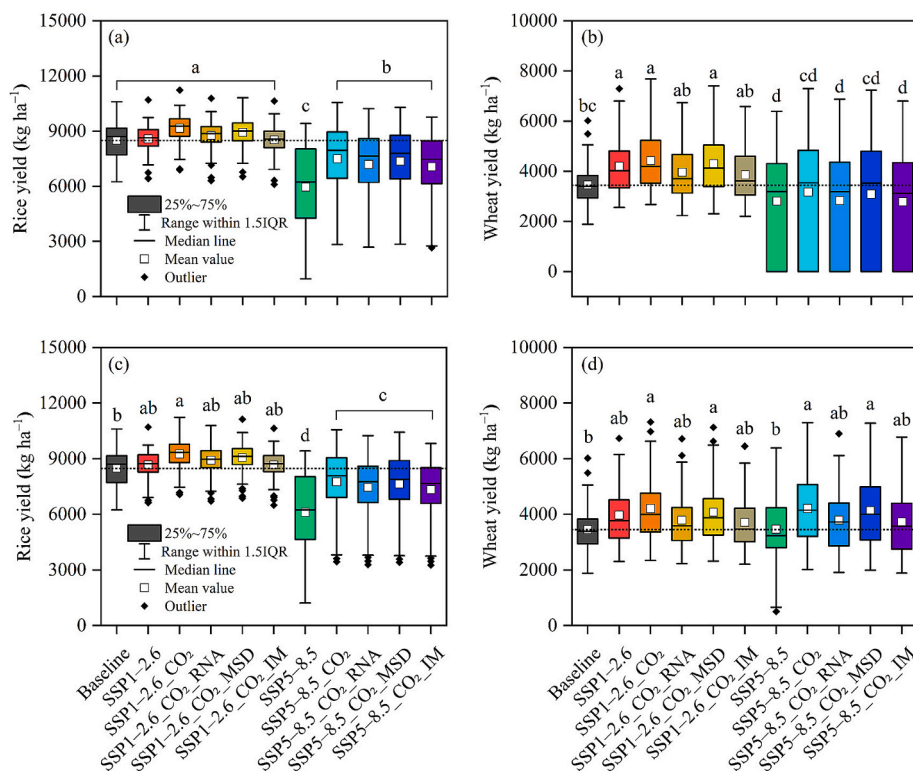 (a)
Rice yield (kg ha⁻¹)
15000
12000
9000
6000
3000
0
a
c
b
25%~75%
Range within 1.5IQR
Median line
Mean value
Outlier
(b)
Wheat yield (kg ha⁻¹)
10000
8000
6000
4000
2000
0
bc
a
a
ab
a
ab
d
cd
d
cd
d
(c)
Rice yield (kg ha⁻¹)
15000
12000
9000
6000
3000
0
b
ab
a
ab
ab
ab
d
c
25%~75%
Range within 1.5IQR
Median line
Mean value
Outlier
(d)
Wheat yield (kg ha⁻¹)
10000
8000
6000
4000
2000
0
b
ab
a
ab
a
ab
b
a
ab
a
ab
Baseline
SSP1–2.6
SSP1–2.6_CO₂
SSP1–2.6_CO₂_RNA
SSP1–2.6_CO₂_MSD
SSP1–2.6_CO₂_IM
SSP5–8.5
SSP5–8.5_CO₂
SSP5–8.5_CO₂_RNA
SSP5–8.5_CO₂_MSD
SSP5–8.5_CO₂_IM
Baseline
SSP1–2.6
SSP1–2.6_CO₂
SSP1–2.6_CO₂_RNA
SSP1–2.6_CO₂_MSD
SSP1–2.6_CO₂_IM
SSP5–8.5
SSP5–8.5_CO₂
SSP5–8.5_CO₂_RNA
SSP5–8.5_CO₂_MSD
SSP5–8.5_CO₂_IM